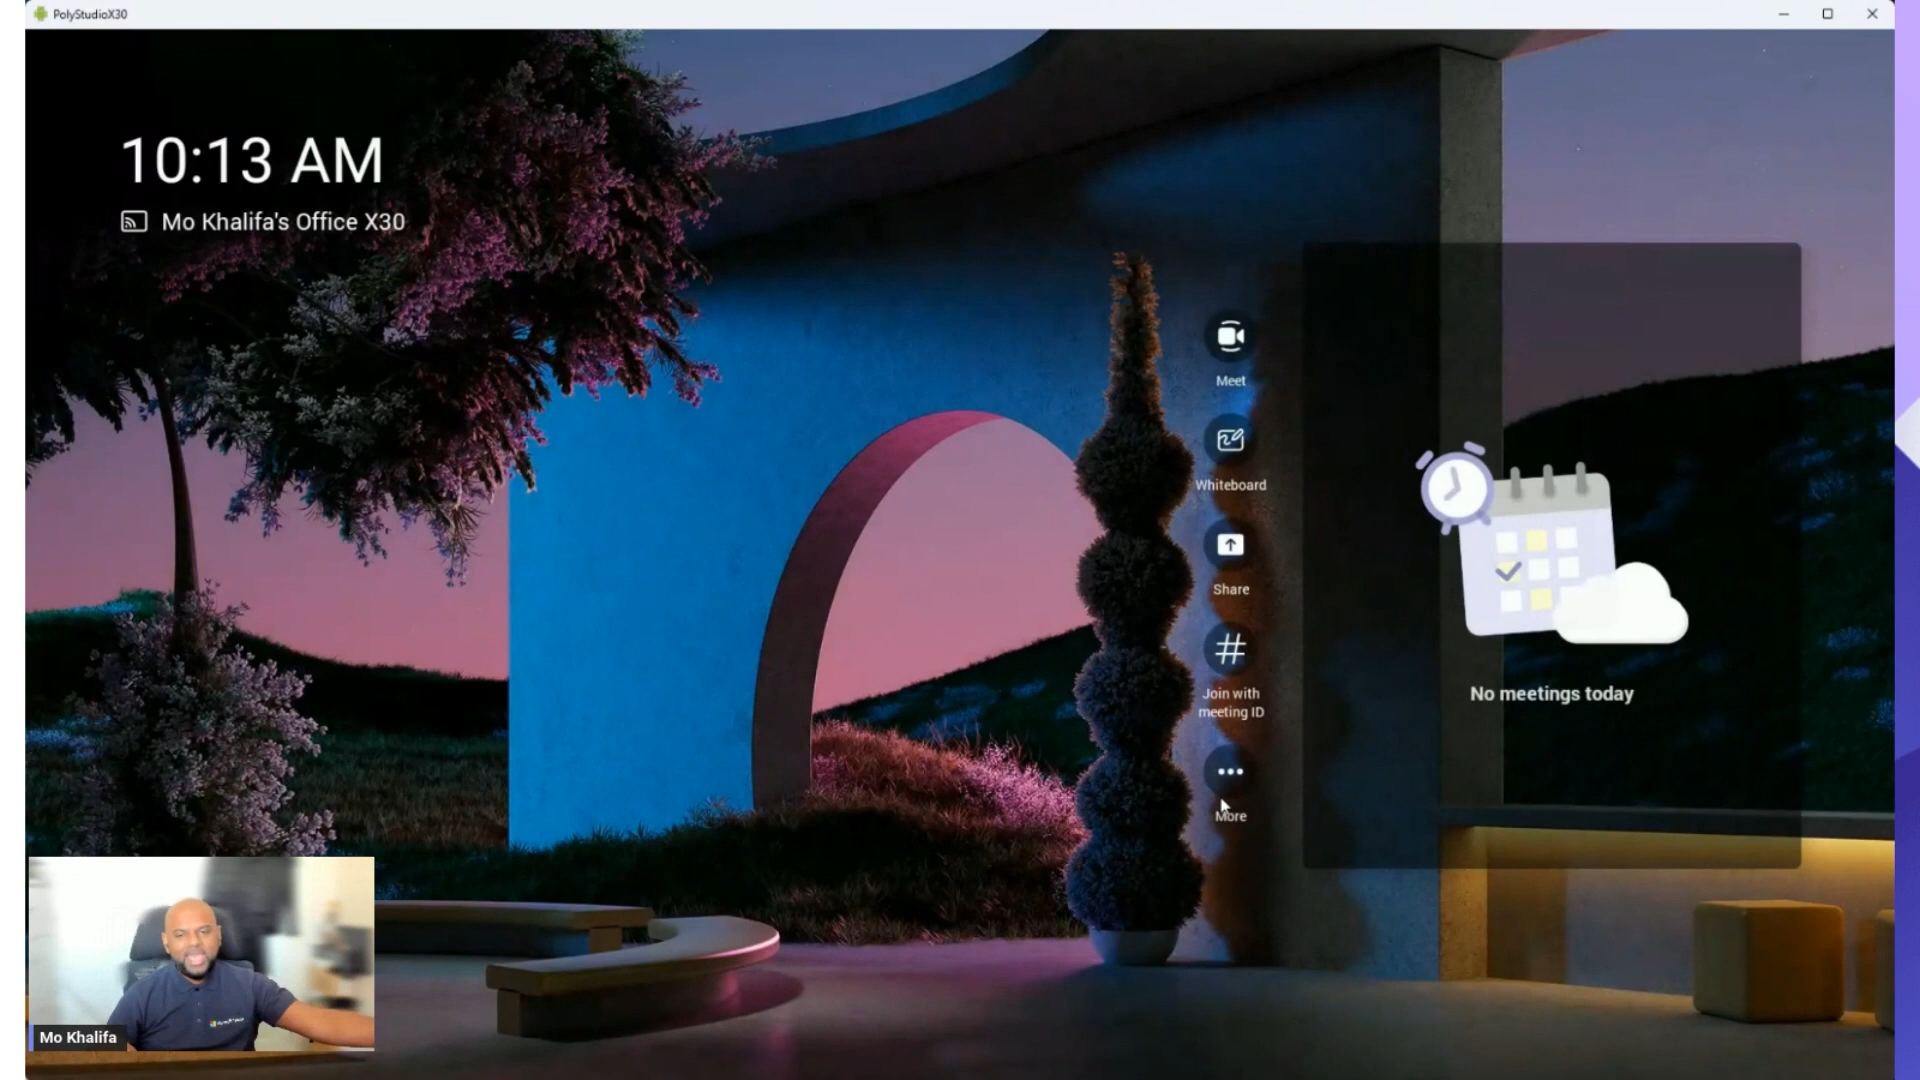 PolyStudioX30
10:13 AM
Mo Khalifa's Office X30
Meet
Whiteboard
Share
Join with
meeting ID
More
No meetings today
Mo Khalifa